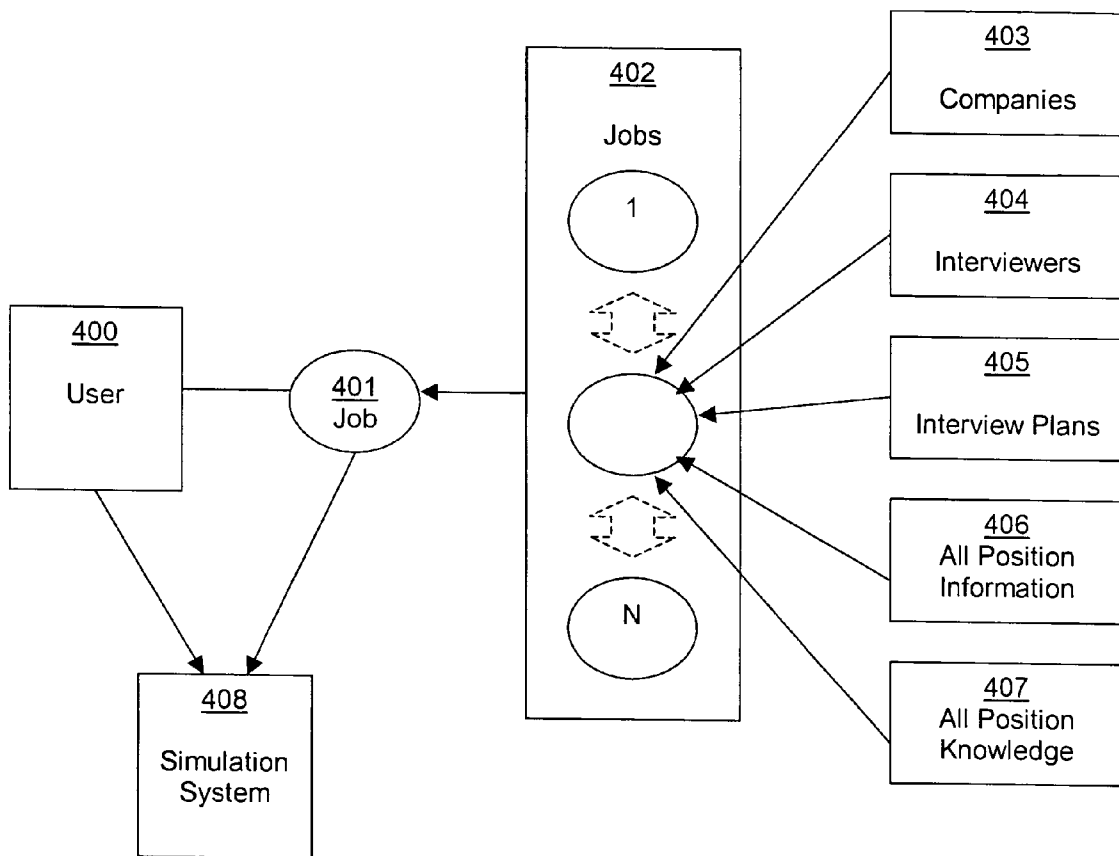 400
User
401
Job
408
Simulation
System
402
Jobs
1
N
403
Companies
404
Interviewers
405
Interview Plans
406
All Position
Information
407
All Position
Knowledge